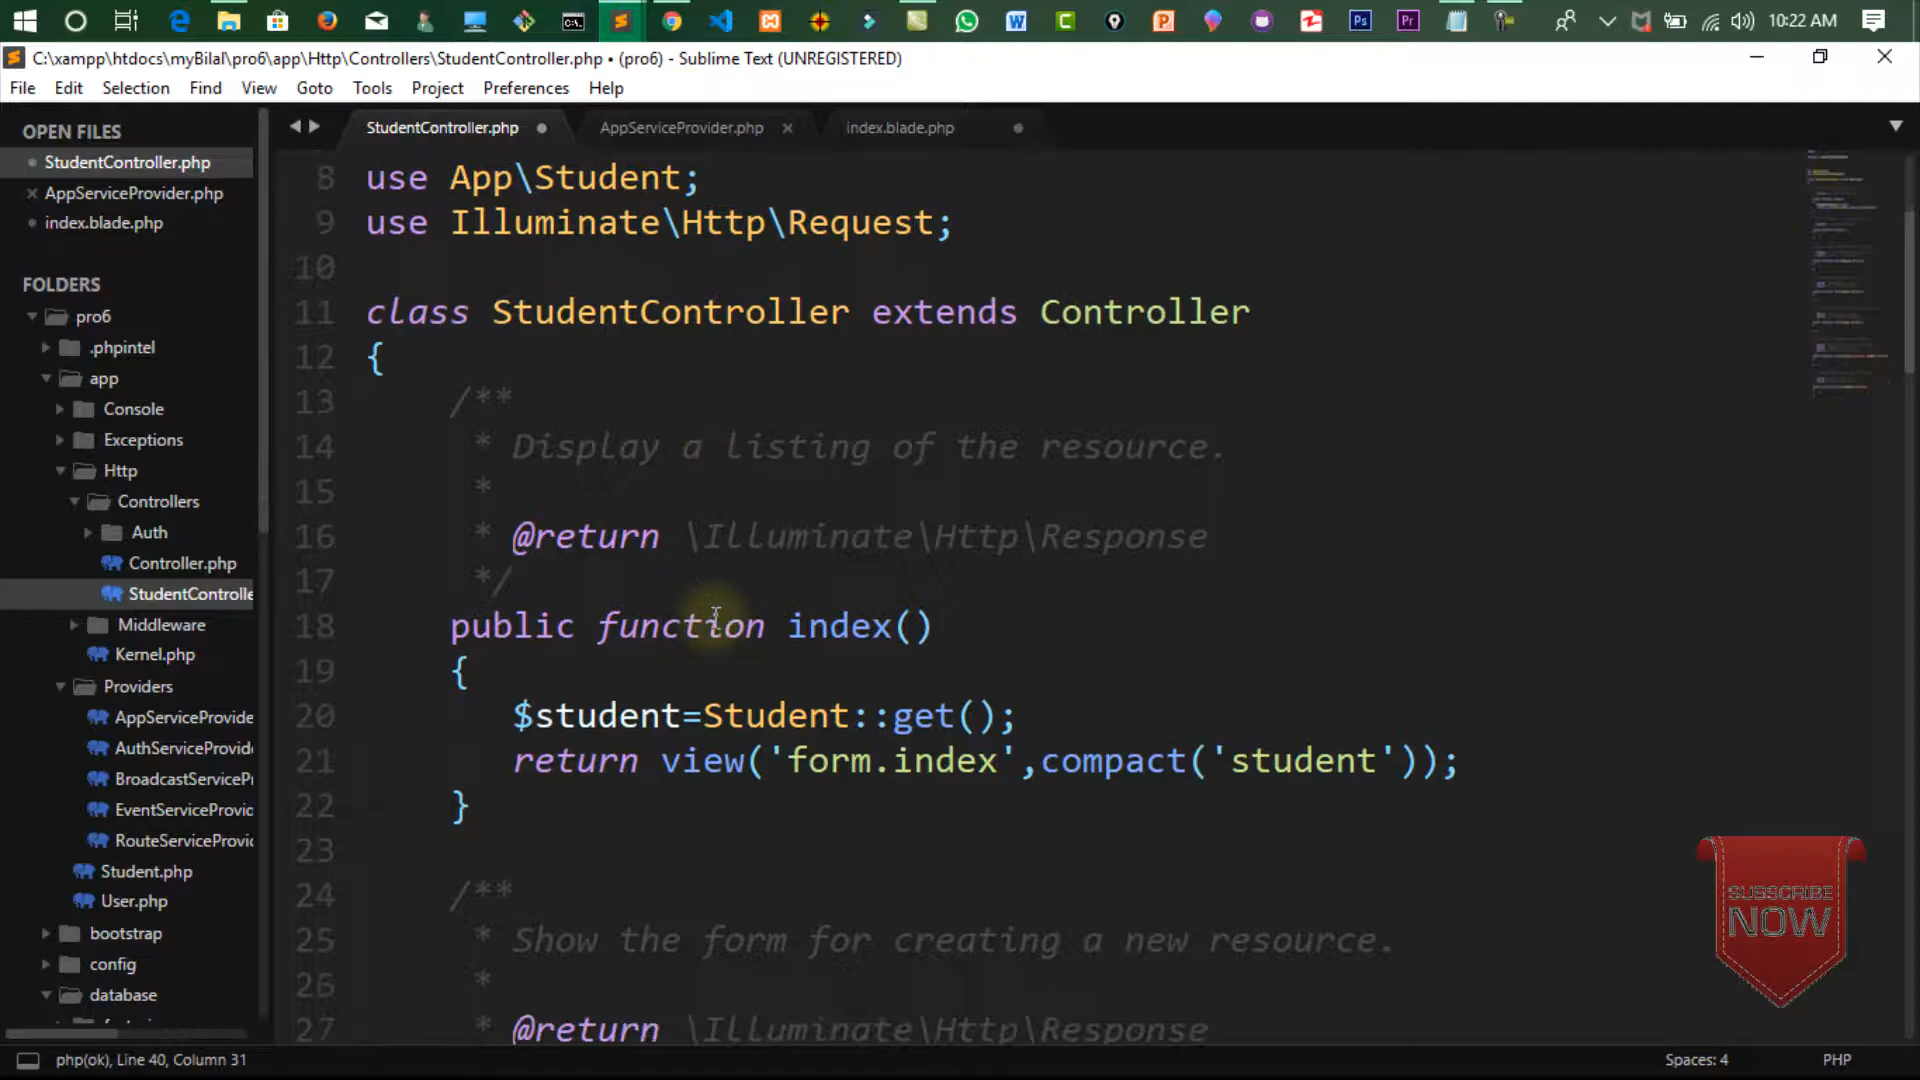 10:22 AM
C:\xampp\htdocs\myBilal\pro6\app\Http\Controllers\StudentController.php • (pro6) - Sublime Text (UNREGISTERED)
File Edit Selection Find View Goto Tools Project Preferences Help
OPEN FILES
StudentController.php
AppServiceProvider.php
index.blade.php
FOLDERS
pro6
.phpintel
app
Console
Exceptions
Http
Controllers
Auth
Controller.php
StudentControlle
Middleware
Kernel.php
Providers
AppServiceProvide
AuthServiceProvid
BroadcastServiceP
EventServiceProvid
RouteServiceProvid
Student.php
User.php
bootstrap
config
database
StudentController.php AppServiceProvider.php index.blade.php
8 use App\Student;
9 use Illuminate\Http\Request;
10
11 class StudentController extends Controller
12 {
13 /**
14 * Display a listing of the resource.
15 *
16 * @return \Illuminate\Http\Response
17 */
18 public function index()
19 {
20 $student=Student::get();
21 return view('form.index',compact('student'));
22 }
23
24 /**
25 * Show the form for creating a new resource.
26 *
27 * @return \Illuminate\Http\Response
SUBSCRIBE
NOW
php(ok), Line 40, Column 31 Spaces: 4 PHP